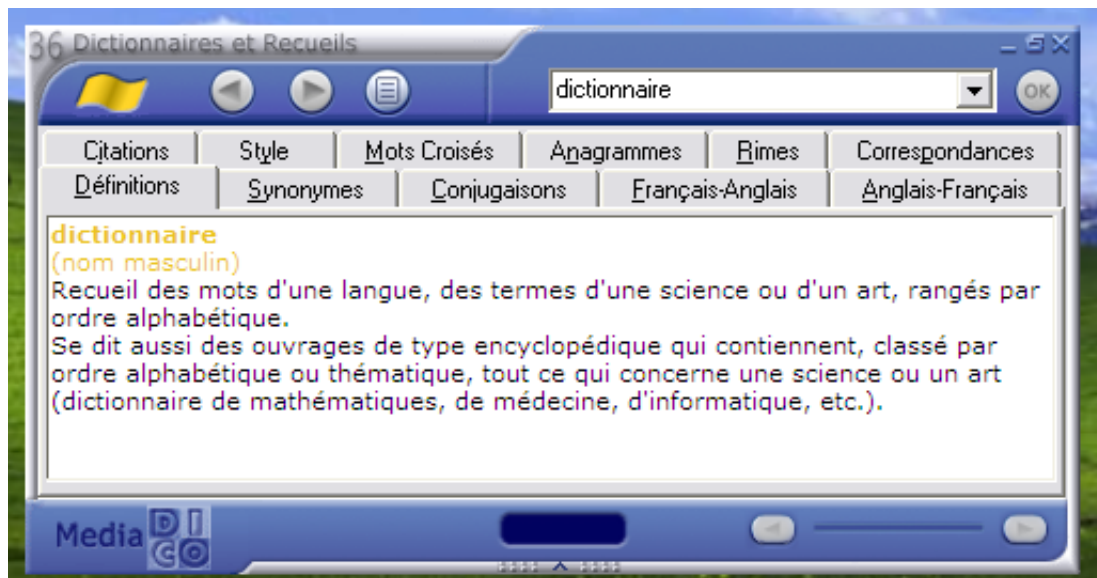 36 Dictionnaires et Recueils
dictionnaire
OK
Citations Style Mots Croisés Anagrammes Rimes Correspondances
Définitions Synonymes Conjugaisons Français-Anglais Anglais-Français
dictionnaire
(nom masculin)
Recueil des mots d'une langue, des termes d'une science ou d'un art, rangés par
ordre alphabétique.
Se dit aussi des ouvrages de type encyclopédique qui contiennent, classé par
ordre alphabétique ou thématique, tout ce qui concerne une science ou un art
(dictionnaire de mathématiques, de médecine, d'informatique, etc.).
Media DICO